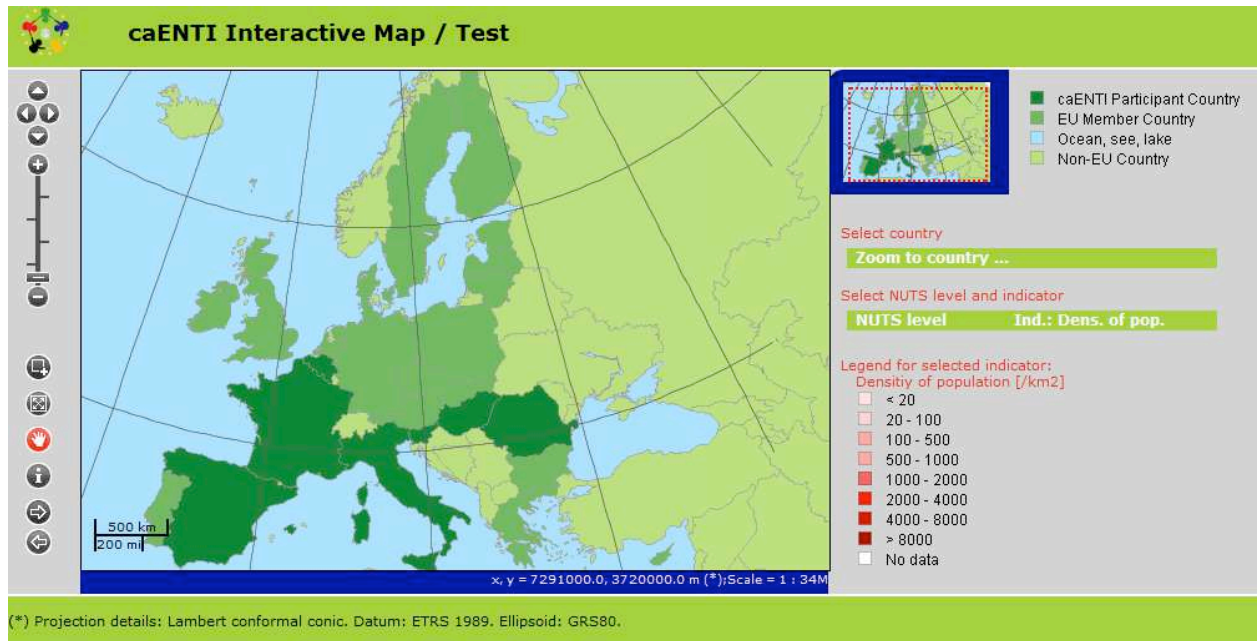 caENTI Interactive Map / Test
caENTI Participant Country
EU Member Country
Ocean, see, lake
Non-EU Country
Select country
Zoom to country ...
Select NUTS level and indicator
NUTS level Ind.: Dens. of pop.
Legend for selected indicator:
Densitiy of population [/km2]
< 20
20 - 100
100 - 500
500 - 1000
1000 - 2000
2000 - 4000
4000 - 8000
> 8000
No data
500 km
200 mi
x, y = 7291000.0, 3720000.0 m (*);Scale = 1 : 34M
(*) Projection details: Lambert conformal conic. Datum: ETRS 1989. Ellipsoid: GRS80.